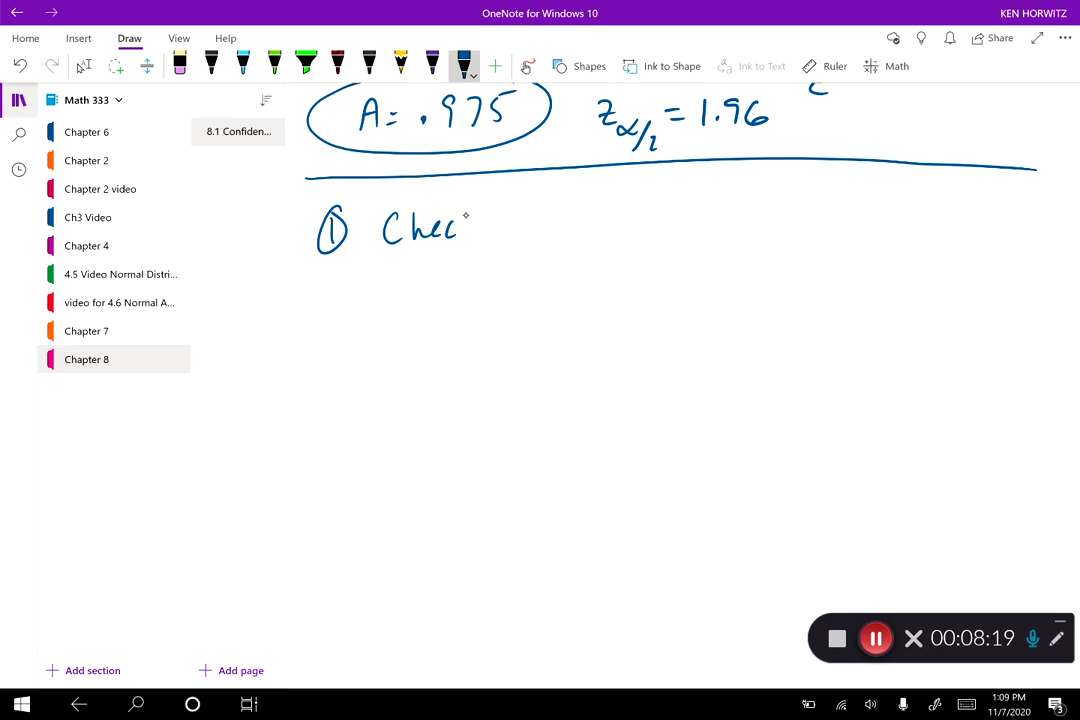 OneNote for Windows 10
KEN HORWITZ
Home Insert Draw View Help
Share
Shapes Ink to Shape Ink to Text Ruler Math
Math 333
Chapter 6
Chapter 2
Chapter 2 video
Ch3 Video
Chapter 4
4.5 Video Normal Distri...
video for 4.6 Normal A...
Chapter 7
Chapter 8
8.1 Confiden...
A = .975 z α/2 = 1.96
① Chec
00:08:19
Add section
Add page
1:09 PM
11/7/2020
3